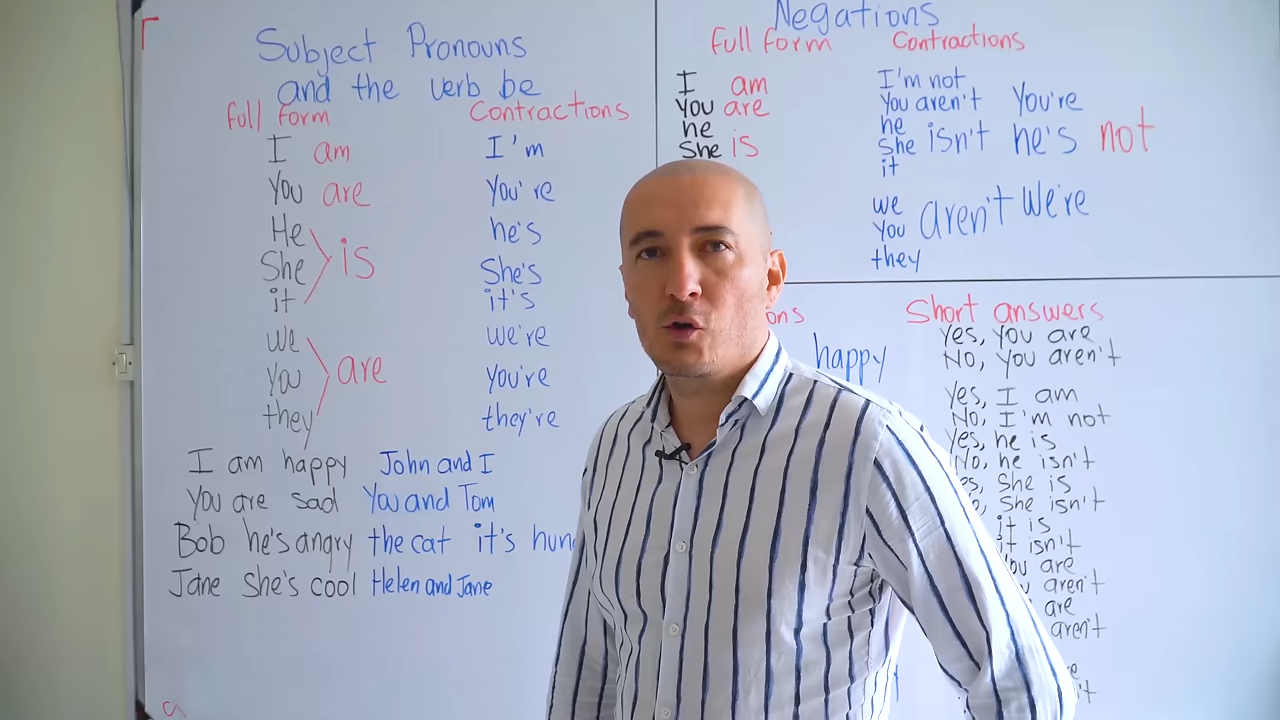 Subject Pronouns
and the verb be
full form Contractions
I am I'm
You are You're
He he's
She is She's
it it's
we we're
You are you're
they they're
I am happy John and I
You are sad You and Tom
Bob he's angry the cat it's
Jane she's cool Helen and Jane
Negations
full form Contractions
I am I'm not
You are You aren't You're
he he
She is She isn't he's not
it
we
You aren't We're
they
Short answers
happy
Yes, you are
No, you aren't
Yes, I am
No, I'm not
Yes, he is
No, he isn't
She is
She isn't
it is
it isn't
are
aren't
are
aren't